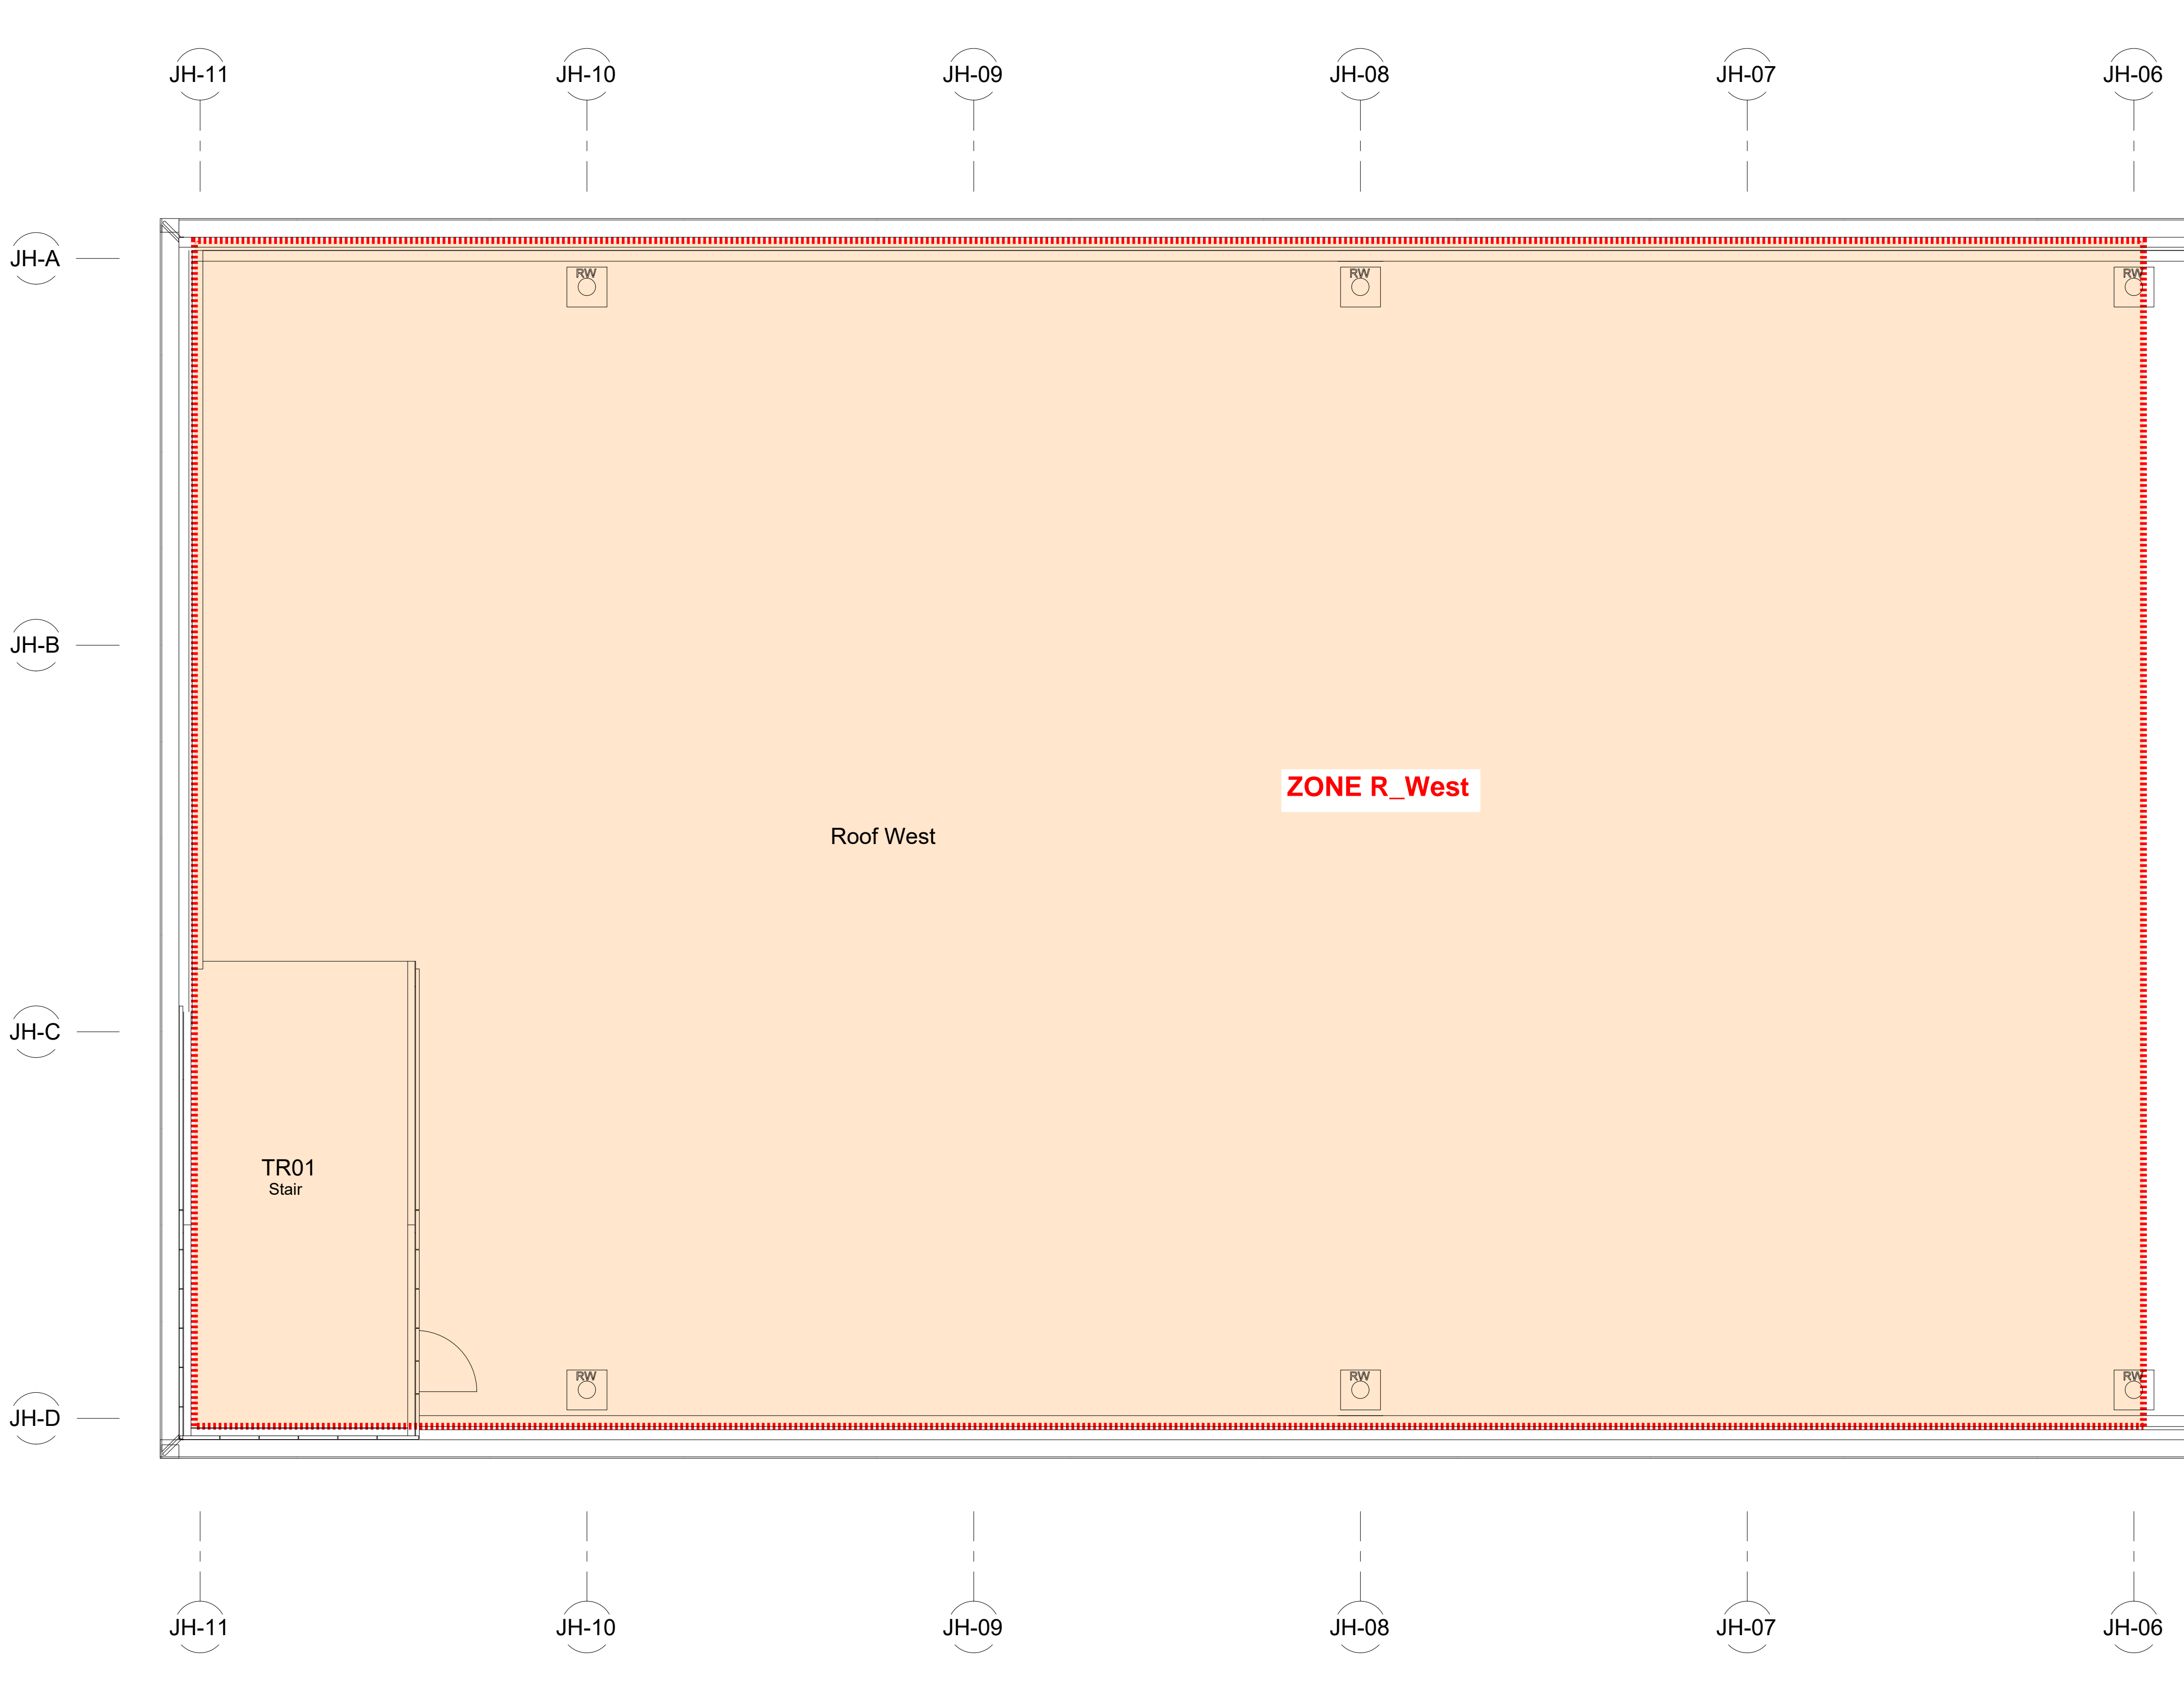 JH-11 JH-10 JH-09 JH-08 JH-07 JH-06
JH-A
RW RW RW
JH-B
ZONE R_West
Roof West
JH-C
TR01
Stair
RW RW RW
JH-D
JH-11 JH-10 JH-09 JH-08 JH-07 JH-06